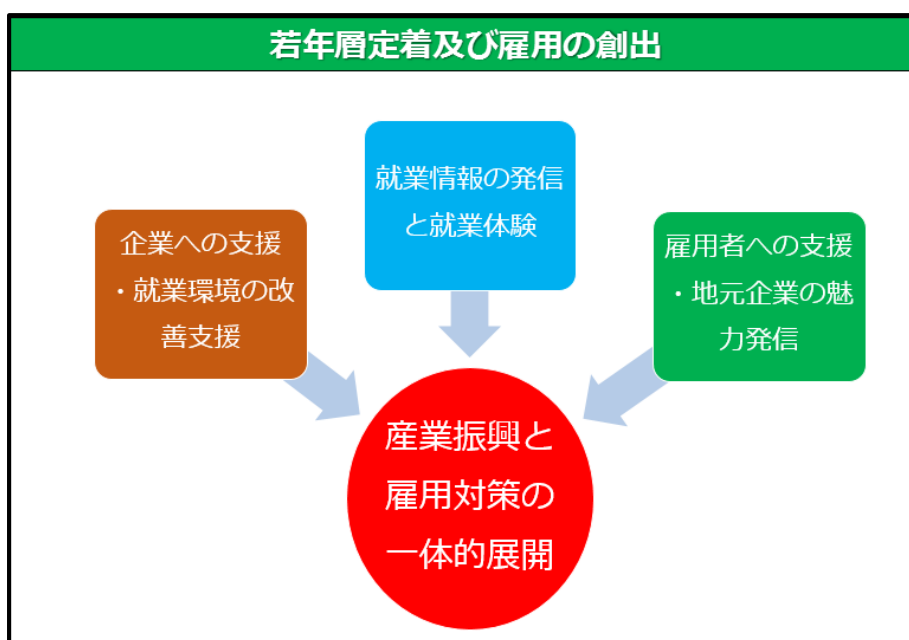 若年層定着及び雇用の創出
就業情報の発信
と就業体験
企業への支援
・就業環境の改
善支援
雇用者への支援
・地元企業の魅
力発信
産業振興と
雇用対策の
一体的展開